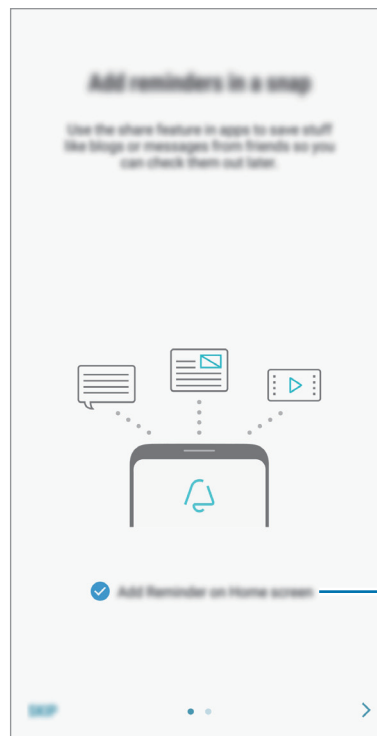 Add reminders in a snap
Use the share feature in apps to save stuff
like blogs or messages from friends so you
can check them out later.
Add Reminder on Home screen
SKIP